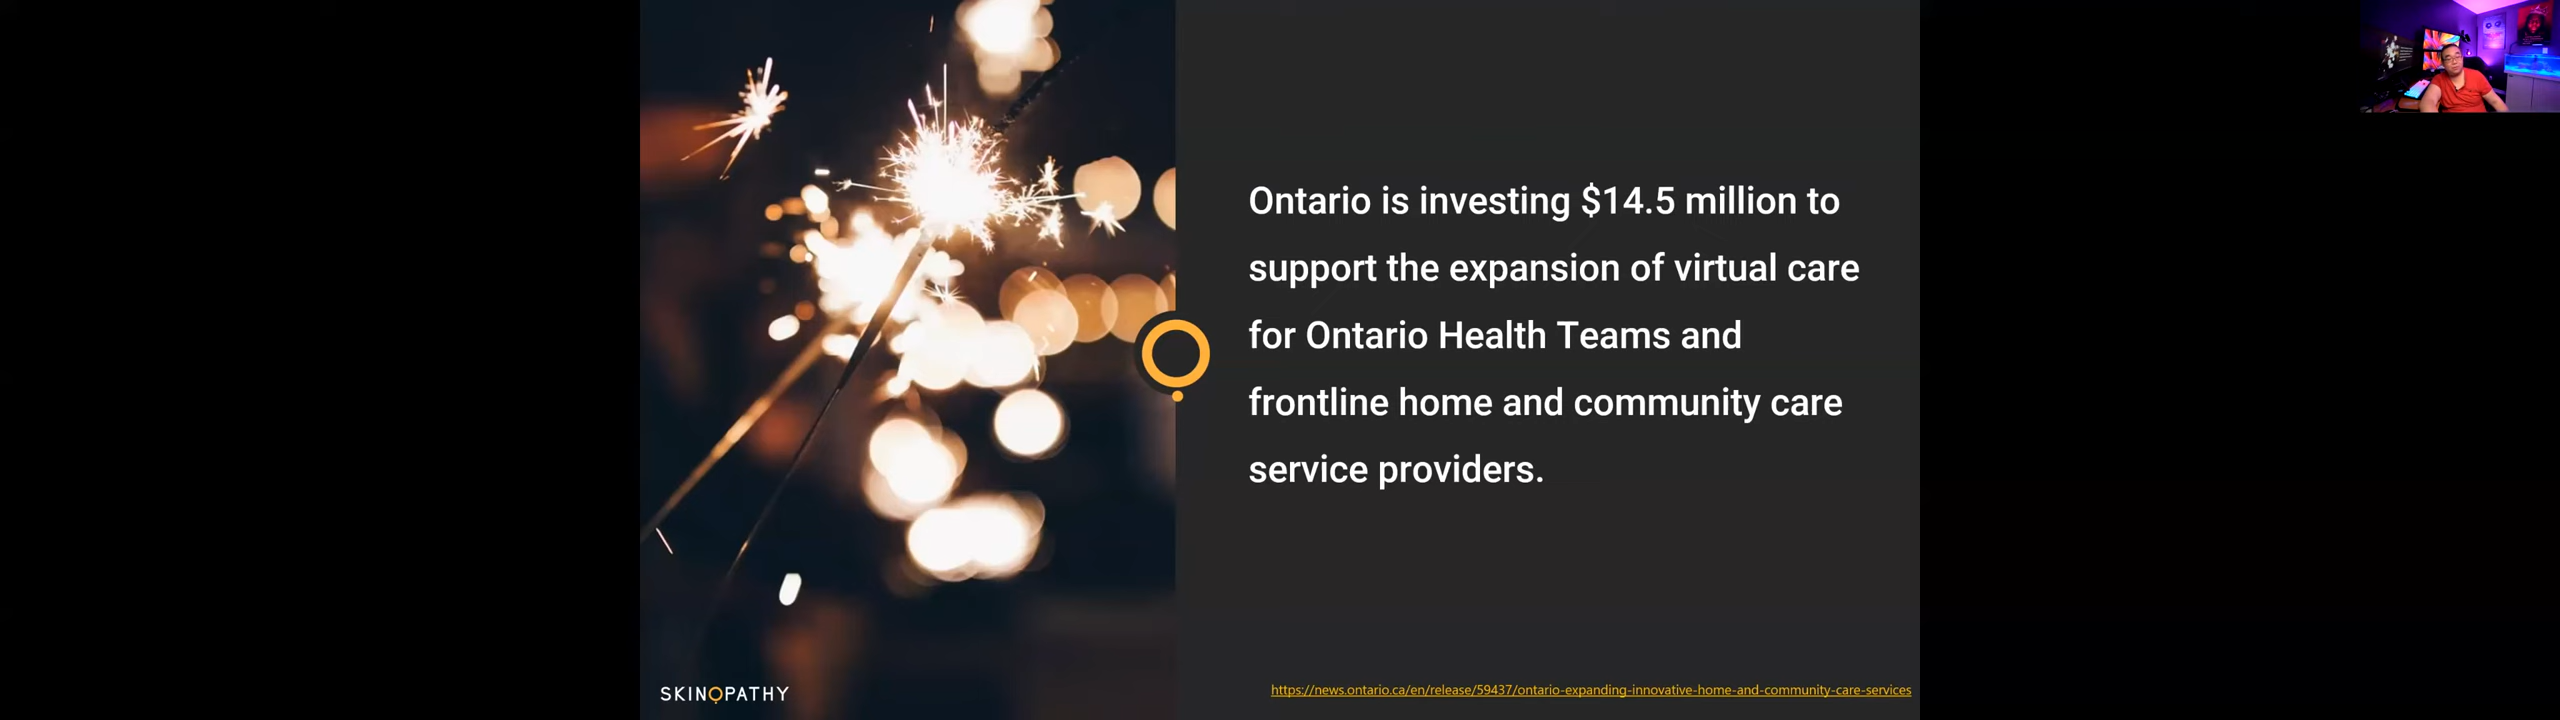 Ontario is investing $14.5 million to
support the expansion of virtual care
for Ontario Health Teams and
frontline home and community care
service providers.
SKINOPATHY
https://news.ontario.ca/en/release/59437/ontario-expanding-innovative-home-and-community-care-services